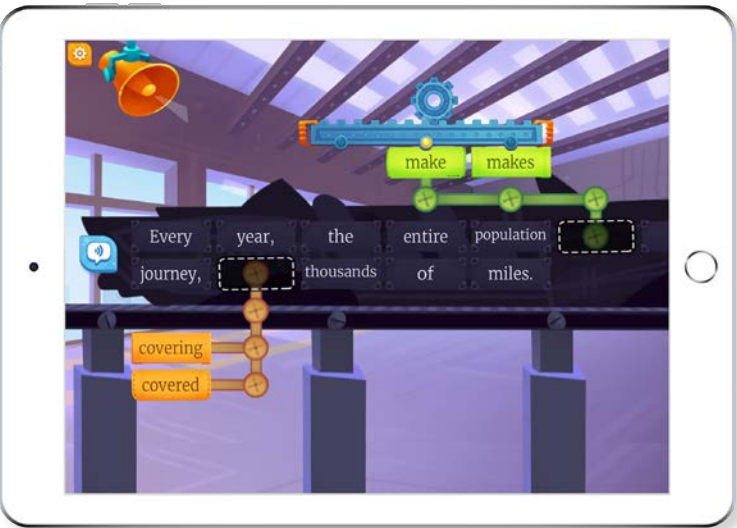 make makes
Every year, the entire population
journey, thousands of miles.
covering
covered